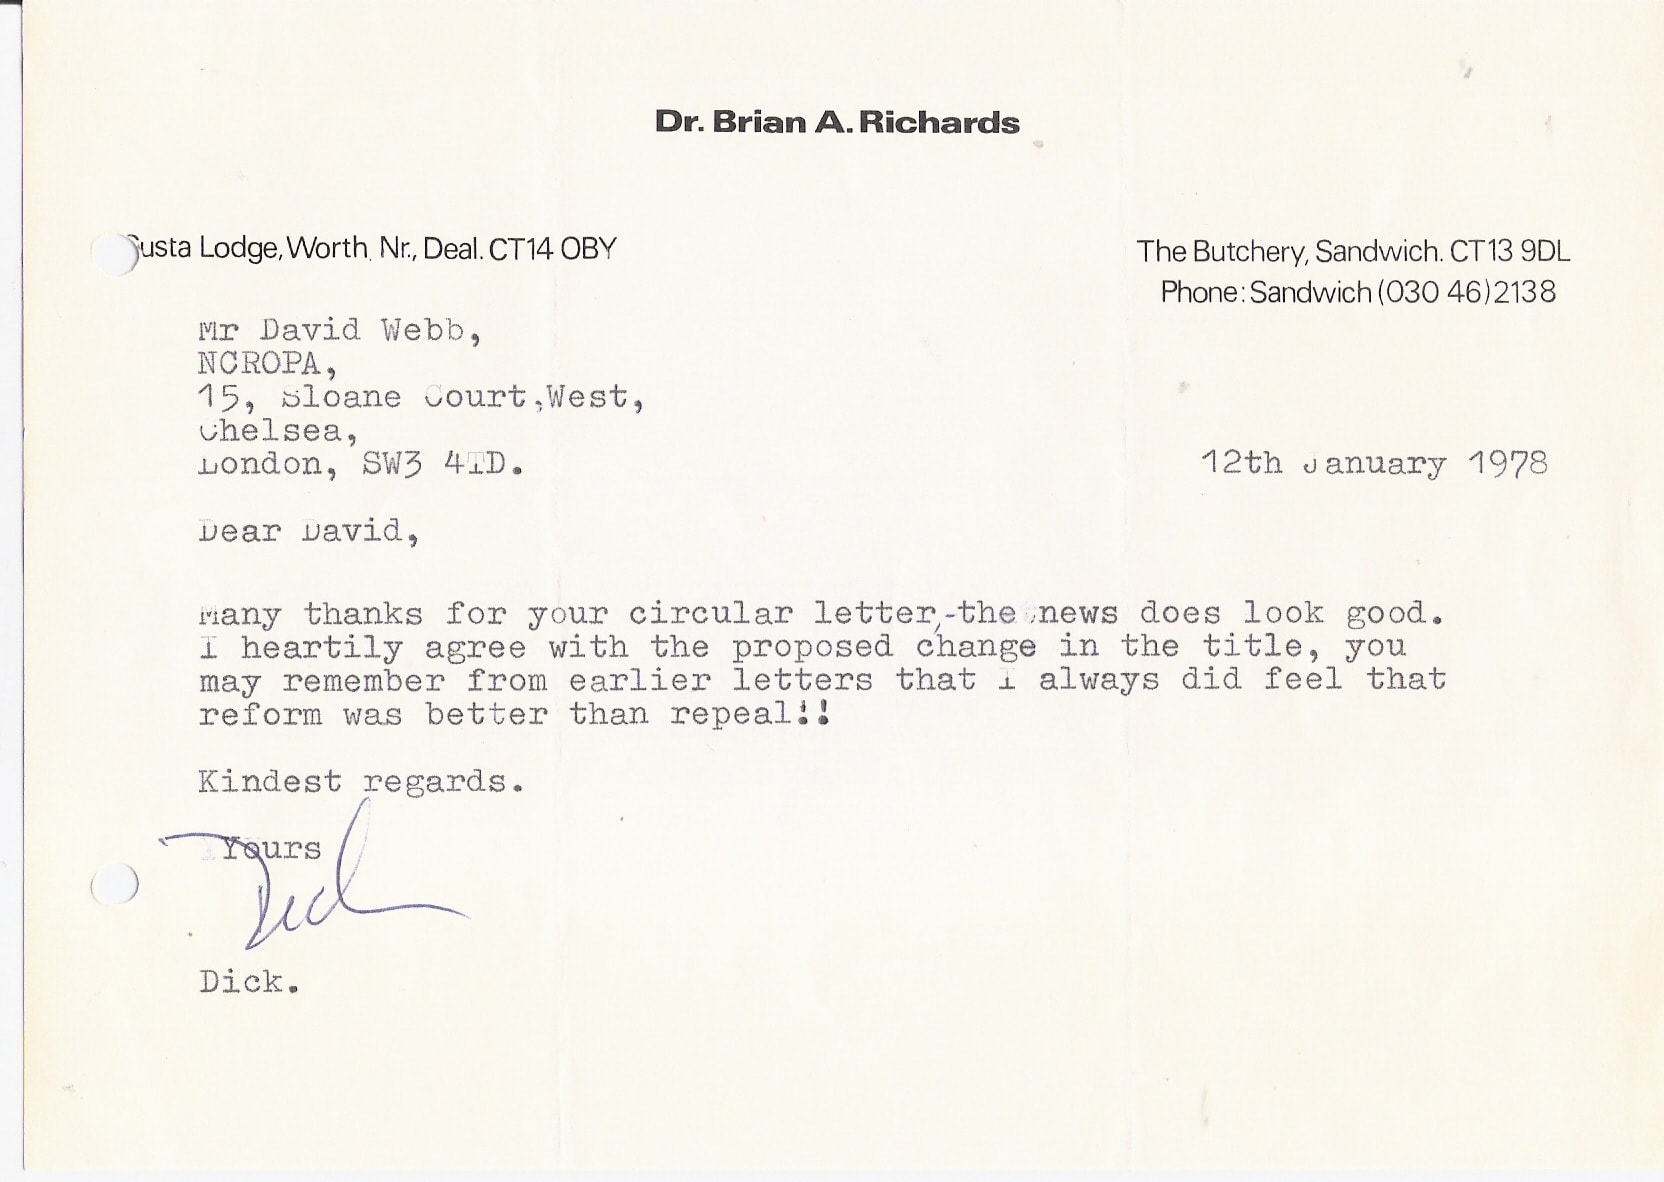 Dr. Brian A. Richards
Lodge, Worth Nr., Deal. CT14 OBY
The Butchery, Sandwich. CT13 9DL
Phone: Sandwich (030 46) 2138
Mr David Webb,
NCROPA,
15, Sloane Court,West,
Chelsea,
London, SW3 4TD.
12th January 1978
Dear David,
Many thanks for your circular letter,-the news does look good.
I heartily agree with the proposed change in the title, you
may remember from earlier letters that I always did feel that
reform was better than repeal!!
Kindest regards.
Yours
Dick
Dick.